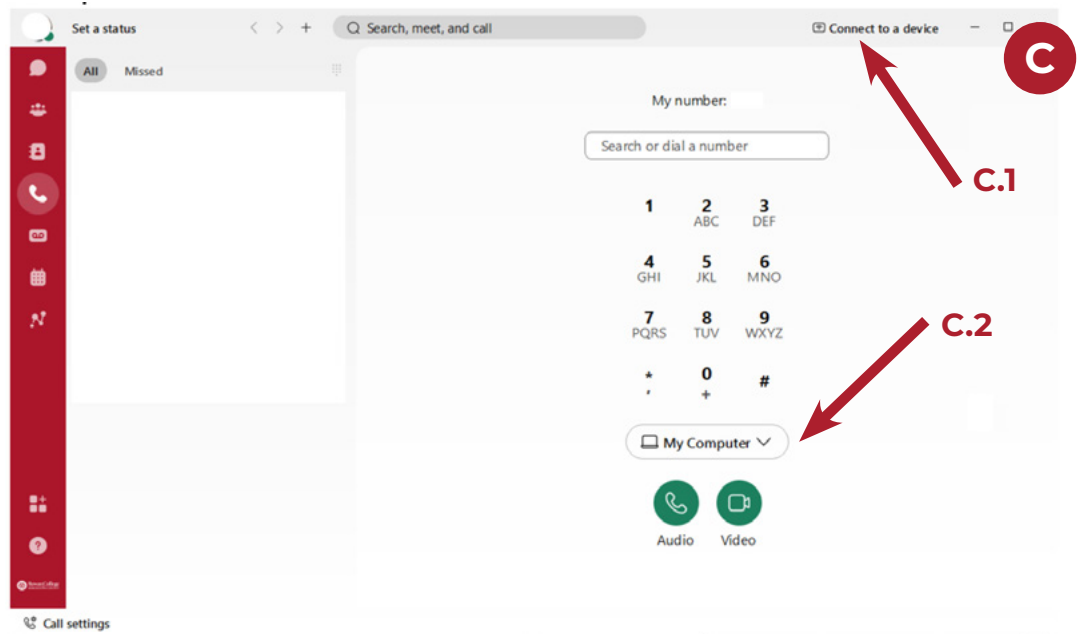 Set a status
Search, meet, and call
Connect to a device
C
All Missed
My number:
C.1
Search or dial a number
1 2 3
ABC DEF
4 5 6
GHI JKL MNO
7 8 9
PQRS TUV WXYZ
* 0 #
, +
C.2
My Computer
Audio Video
Call settings